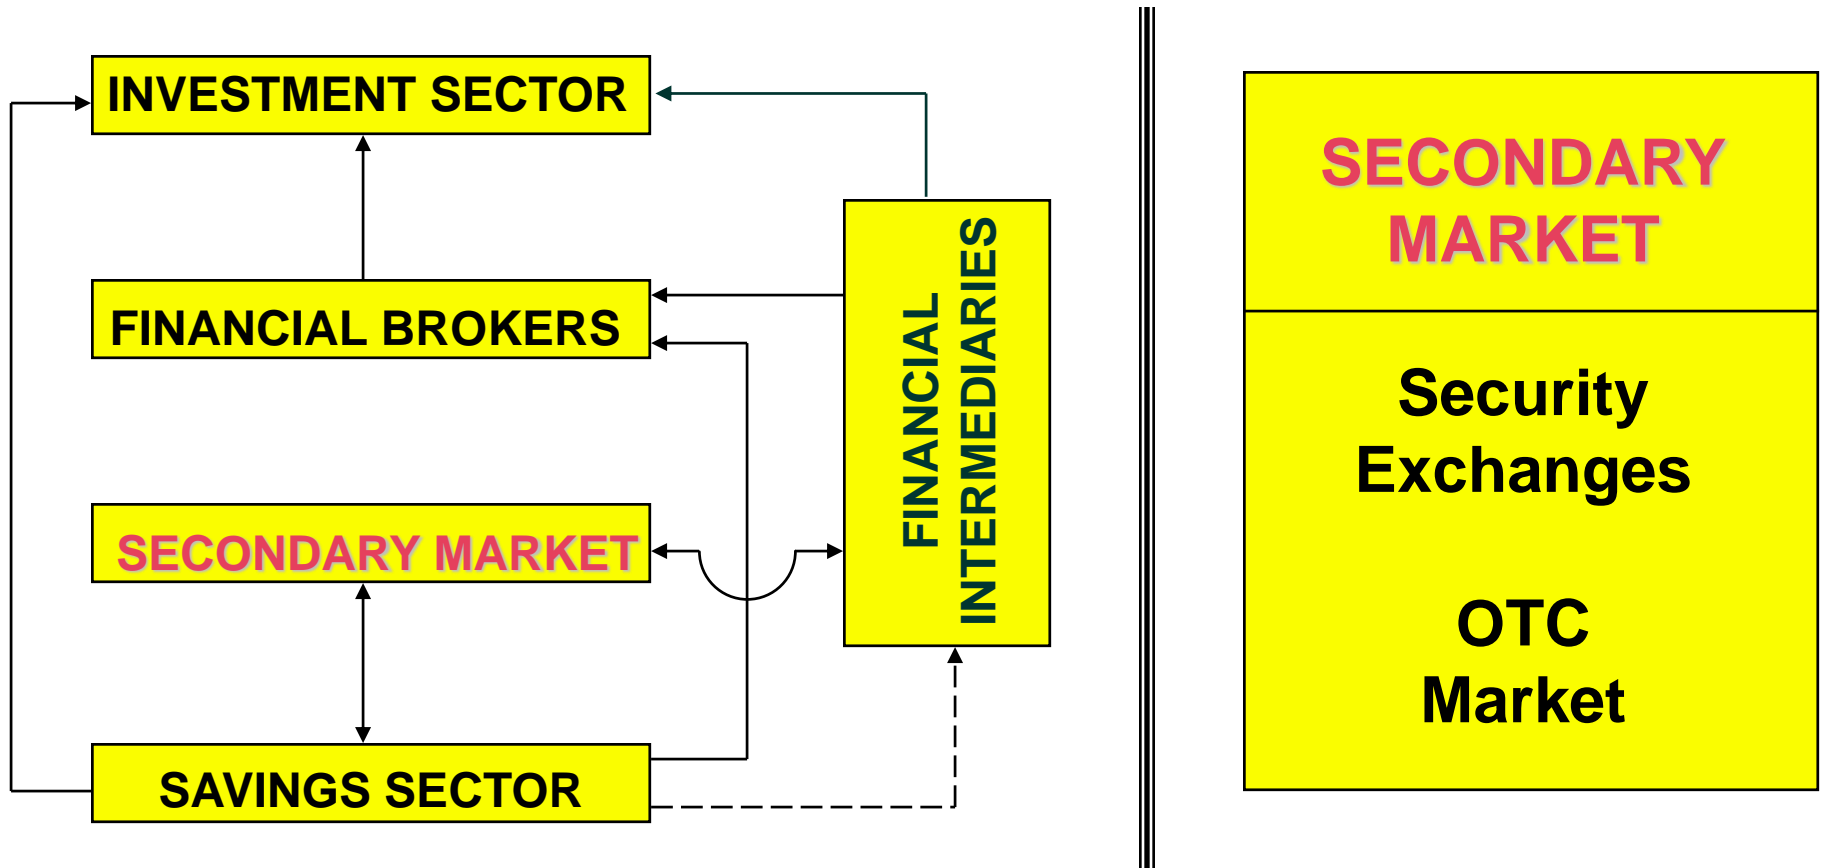 INVESTMENT SECTOR
FINANCIAL BROKERS
SECONDARY MARKET
SAVINGS SECTOR
FINANCIAL
INTERMEDIARIES
SECONDARY
MARKET
Security
Exchanges
OTC
Market